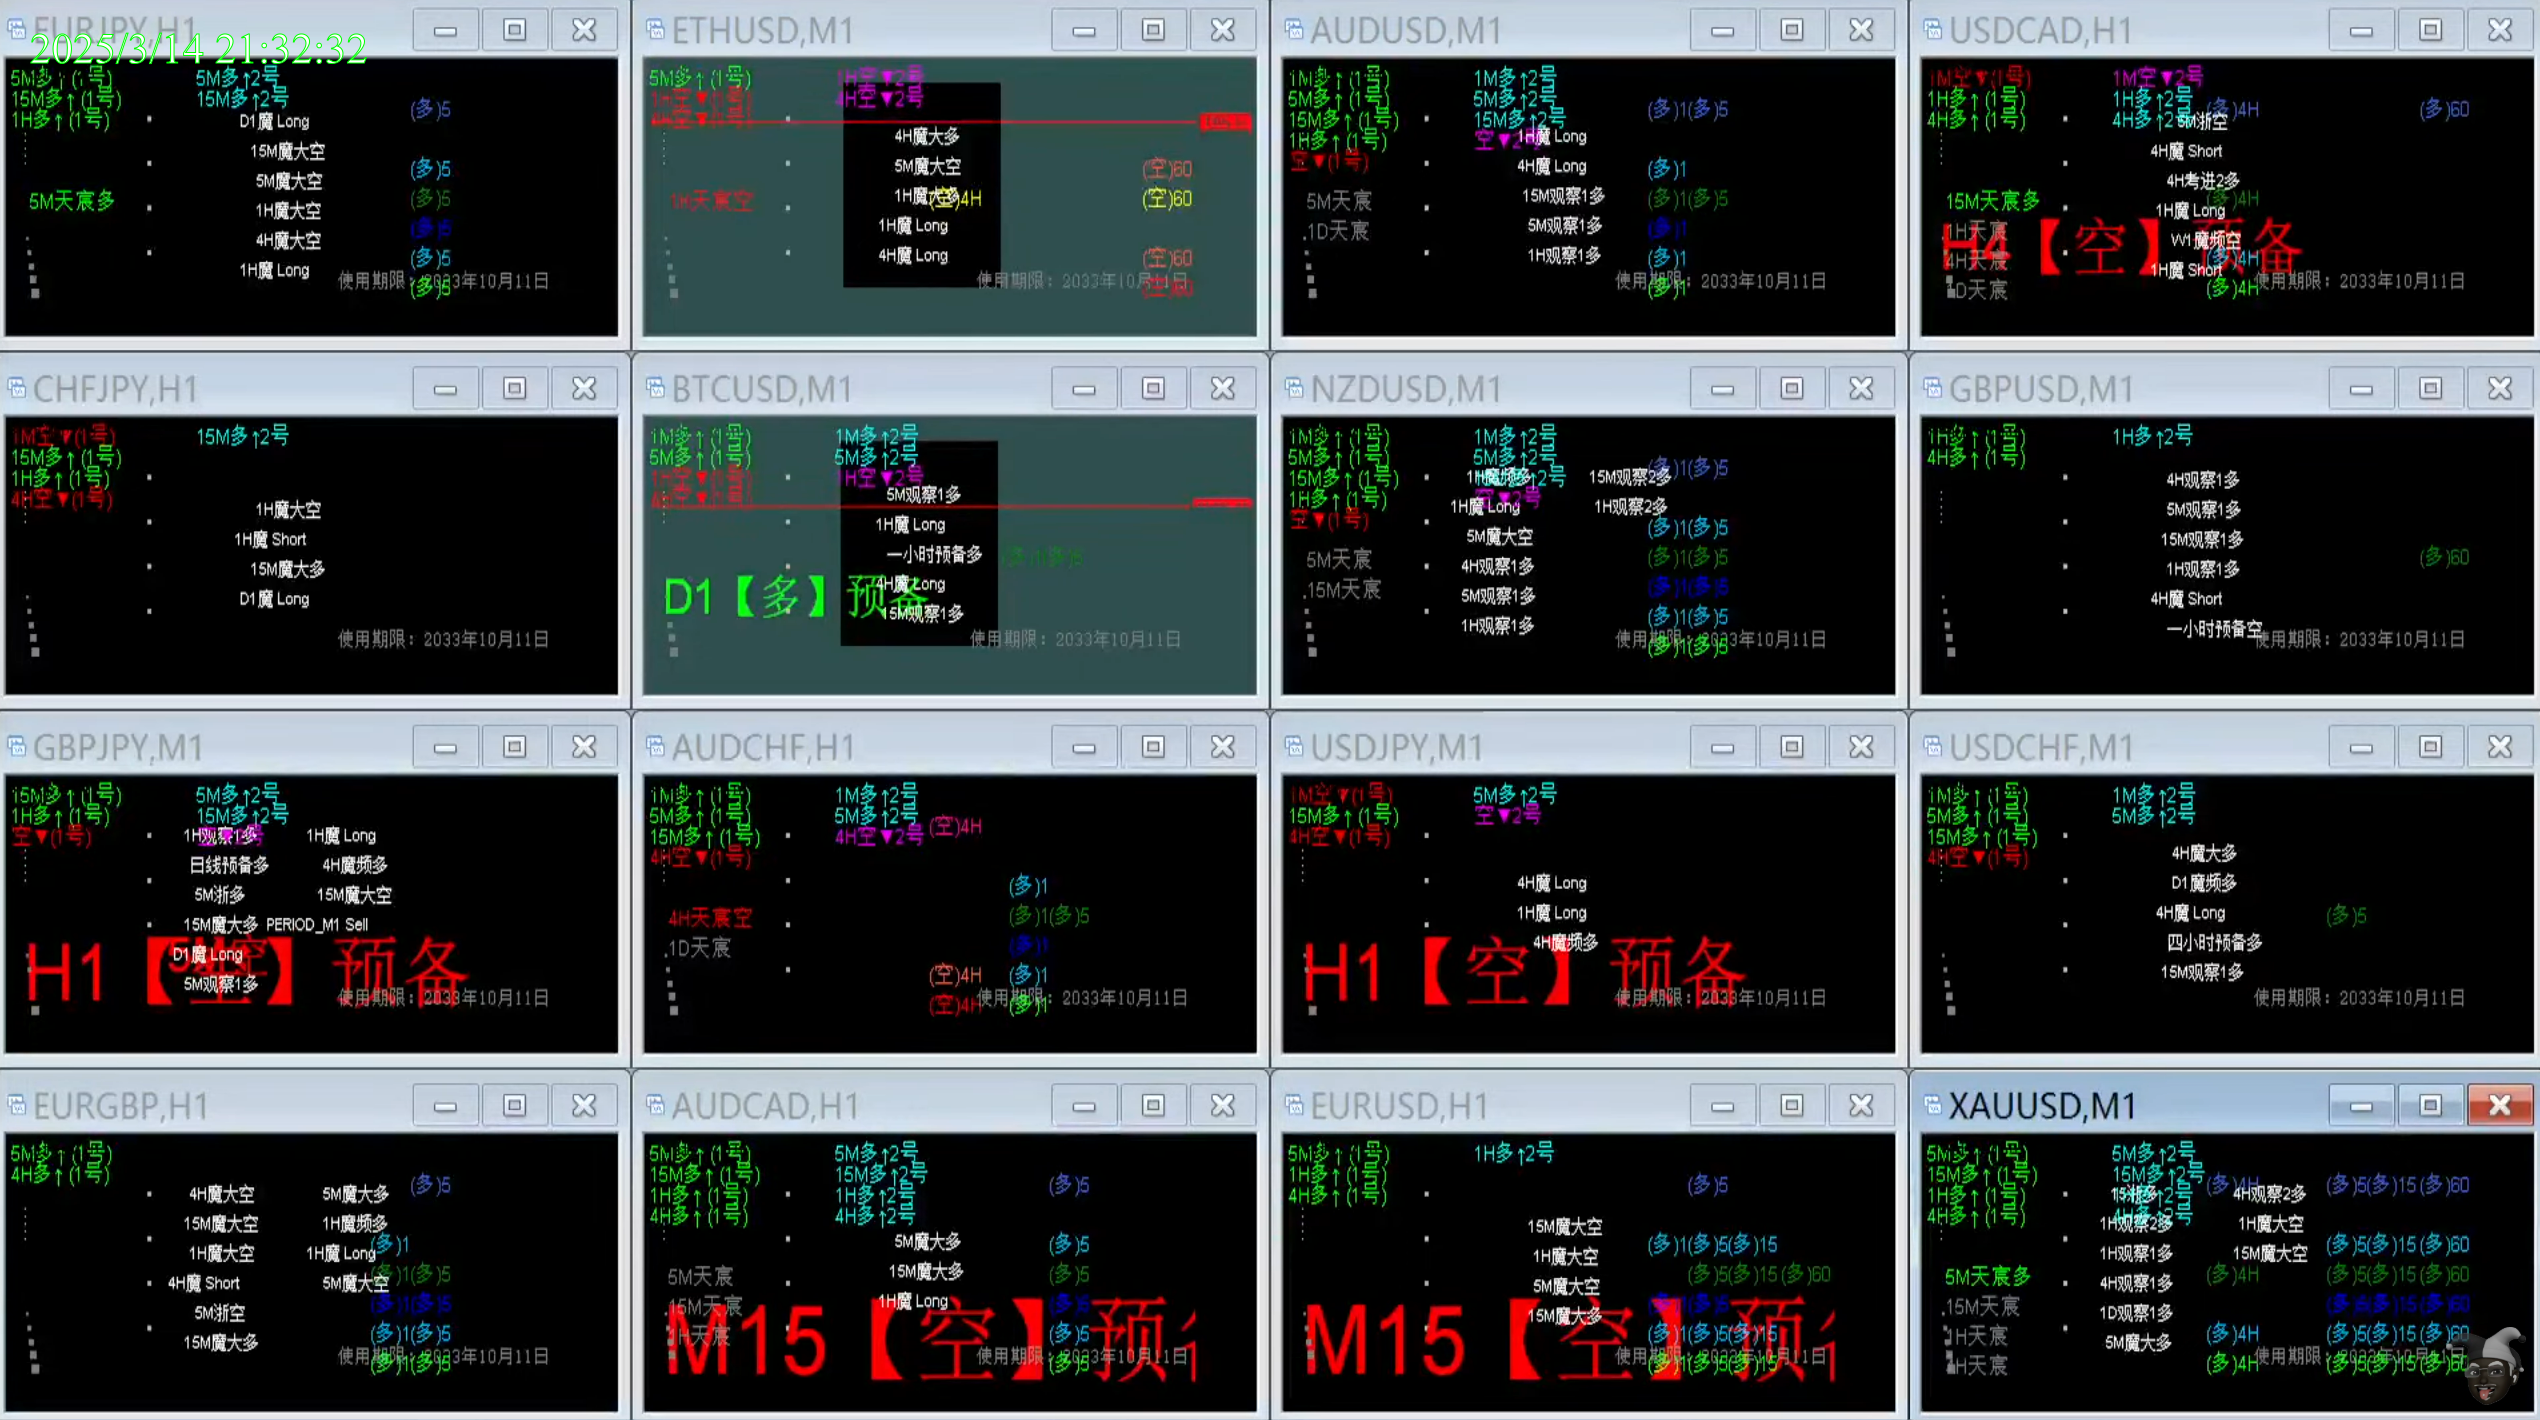 EURJPY,H1
2025/3/14 21:32:32
5M多↑(1号) 5M多↑2号
15M多↑(1号) 15M多↑2号 (多)5
1H多↑(1号) D1魔 Long
15M魔大空
5M魔大空 (多)5
5M天宸多 1H魔大空 (多)5
4H魔大空 (多)5
1H魔 Long (多)5
使用期限：2033年10月11日
ETHUSD,M1
5M多↑(1号) 1H空▼2号
1H空▼(1号) 4H空▼2号
4H空▼(1号)
4H魔大多
5M魔大空 (空)60
1H天宸空 1H魔大多 (空)4H (空)60
1H魔 Long
4H魔 Long (空)60
使用期限：2033年10月11日
AUDUSD,M1
1M多↑(1号) 1M多↑2号
5M多↑(1号) 5M多↑2号 (多)1(多)5
15M多↑(1号) 15M多↑2号
1H多↑(1号) 空▼2号 1H魔 Long
空▼(1号) 4H魔 Long (多)1
5M天宸 15M观察1多 (多)1(多)5
1D天宸 5M观察1多 (多)1
1H观察1多 (多)1
(多)1
使用期限：2033年10月11日
USDCAD,H1
1M空▼(1号) 1M空▼2号
1H多↑(1号) 1H多↑2号 (多)4H (多)60
4H多↑(1号) 4H多↑2号 5M浙空
4H魔 Short
4H考进2多
15M天宸多 1H魔 Long (多)4H
1H天宸 W1魔频空
H4【空】预备
4H天宸 1H魔 Short (多)4H
D天宸 (多)4H
使用期限：2033年10月11日
CHFJPY,H1
1M空▼(1号) 15M多↑2号
15M多↑(1号)
1H多↑(1号)
4H空▼(1号)
1H魔大空
1H魔 Short
15M魔大多
D1魔 Long
使用期限：2033年10月11日
BTCUSD,M1
1M多↑(1号) 1M多↑2号
5M多↑(1号) 5M多↑2号
1H空▼(1号) 1H空▼2号
4H空▼(1号) 5M观察1多
1H魔 Long
一小时预备多
4H魔 Long
D1【多】预备
15M观察1多
使用期限：2033年10月11日
NZDUSD,M1
1M多↑(1号) 1M多↑2号
5M多↑(1号) 5M多↑2号 (多)1(多)5
15M多↑(1号) 1H魔频多 15M观察2多
1H多↑(1号) 空▼2号
空▼(1号) 1H魔 Long 1H观察2多 (多)1(多)5
5M魔大空
5M天宸 4H观察1多 (多)1(多)5
15M天宸 5M观察1多 (多)1(多)5
1H观察1多 (多)1(多)5
(多)1(多)5
使用期限：2033年10月11日
GBPUSD,M1
1H多↑(1号) 1H多↑2号
4H多↑(1号)
4H观察1多
5M观察1多
15M观察1多 (多)60
1H观察1多
4H魔 Short
一小时预备空
使用期限：2033年10月11日
GBPJPY,M1
15M多↑(1号) 5M多↑2号
1H多↑(1号) 15M多↑2号
空▼(1号) 1H观察1多 1H魔 Long
日线预备多 4H魔频多
5M浙多 15M魔大空
15M魔大多 PERIOD_M1 Sell
D1魔 Long
H1【空】预备
5M观察1多
使用期限：2033年10月11日
AUDCHF,H1
1M多↑(1号) 1M多↑2号
5M多↑(1号) 5M多↑2号
15M多↑(1号) 4H空▼2号 (空)4H
4H空▼(1号)
(多)1
4H天宸空 (多)1(多)5
1D天宸 (多)1
(空)4H (多)1
(空)4H (多)1
使用期限：2033年10月11日
USDJPY,M1
1M空▼(1号) 5M多↑2号
15M多↑(1号) 空▼2号
4H空▼(1号)
4H魔 Long
1H魔 Long
4H魔频多
H1【空】预备
使用期限：2033年10月11日
USDCHF,M1
1M多↑(1号) 1M多↑2号
5M多↑(1号) 5M多↑2号
15M多↑(1号)
4H空▼(1号) 4H魔大多
D1魔频多
4H魔 Long (多)5
四小时预备多
15M观察1多
使用期限：2033年10月11日
EURGBP,H1
5M多↑(1号)
4H多↑(1号)
4H魔大空 5M魔大多 (多)5
15M魔大空 1H魔频多
1H魔大空 1H魔 Long (多)1
4H魔 Short 5M魔大空 (多)1(多)5
5M浙空 (多)1(多)5
15M魔大多 (多)1(多)5
(多)1(多)5
使用期限：2033年10月11日
AUDCAD,H1
5M多↑(1号) 5M多↑2号
15M多↑(1号) 15M多↑2号 (多)5
1H多↑(1号) 1H多↑2号
4H多↑(1号) 4H多↑2号
5M魔大多 (多)5
5M天宸 15M魔大多 (多)5
15M天宸 1H魔 Long
1H天宸 (多)5
M15【空】预
(多)5
使用期限：2033年10月11日
EURUSD,H1
5M多↑(1号) 1H多↑2号
1H多↑(1号) (多)5
4H多↑(1号)
15M魔大空
1H魔大空 (多)1(多)5(多)15
5M魔大空 (多)5(多)15(多)60
15M魔大多
M15【空】预
(多)1(多)5(多)15
(多)1(多)5(多)15
使用期限：2033年10月11日
XAUUSD,M1
5M多↑(1号) 5M多↑2号
15M多↑(1号) 15M多↑2号 (多)4H (多)5(多)15(多)60
1H多↑(1号) 4H观察2多
4H多↑(1号) 1H观察2多 1H魔大空
1H观察1多 15M魔大空 (多)5(多)15(多)60
5M天宸多 4H观察1多 (多)4H (多)5(多)15(多)60
15M天宸 1D观察1多 (多)5(多)15(多)60
1H天宸 5M魔大多 (多)4H (多)5(多)15(多)60
H天宸 (多)4H (多)5(多)15(多)60
使用期限：2033年10月11日